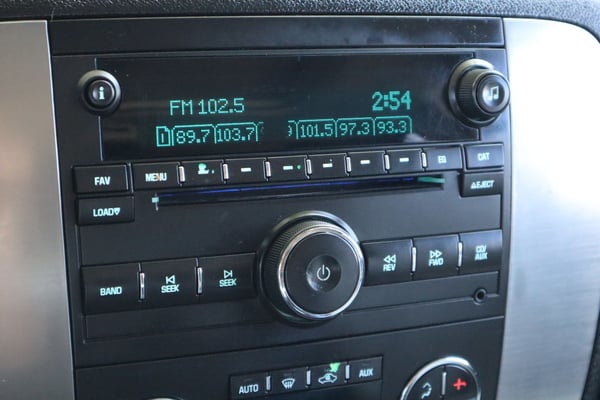 FM 102.5 2:54
1 89.7 103.7 101.5 97.3 93.3
FAV MENU EQ CAT
LOAD EJECT
BAND SEEK SEEK REV FWD CD/AUX
AUTO AUX